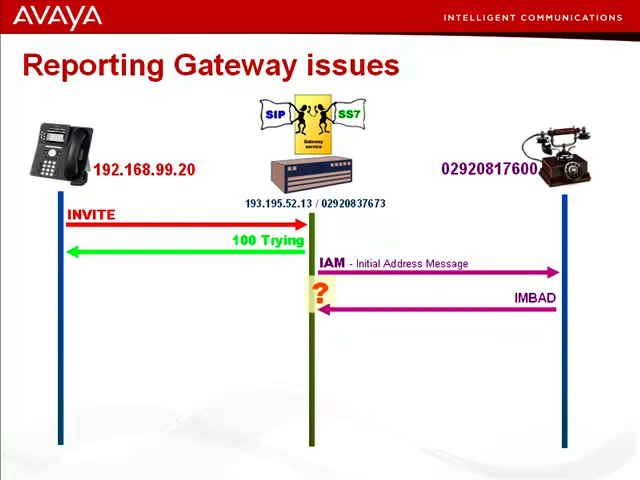 AVAYA
INTELLIGENT COMMUNICATIONS
Reporting Gateway issues
SIP
SS7
Gateway
service
192.168.99.20
02920817600
193.195.52.13 / 02920837673
INVITE
100 Trying
IAM - Initial Address Message
?
IMBAD